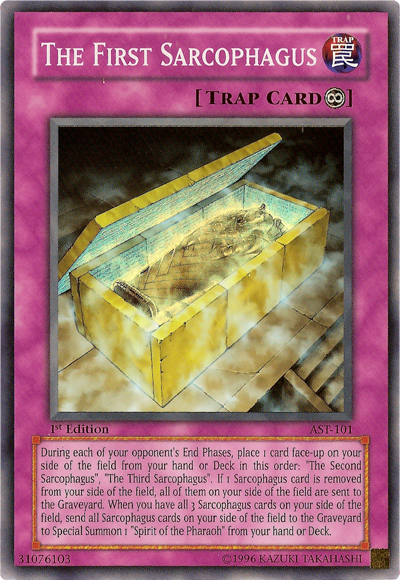 THE FIRST SARCOPHAGUS
TRAP
罠
[TRAP CARD∞]
1st Edition
AST-101
During each of your opponent's End Phases, place 1 card face-up on your
side of the field from your hand or Deck in this order: "The Second
Sarcophagus", "The Third Sarcophagus". If 1 Sarcophagus card is removed
from your side of the field, all of them on your side of the field are sent to
the Graveyard. When you have all 3 Sarcophagus cards on your side of the
field, send all Sarcophagus cards on your side of the field to the Graveyard
to Special Summon 1 "Spirit of the Pharaoh" from your hand or Deck.
31076103
©1996 KAZUKI TAKAHASHI